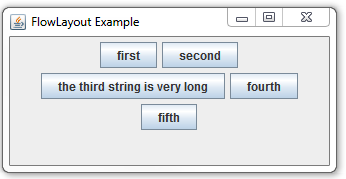 FlowLayout Example
first second
the third string is very long fourth
fifth